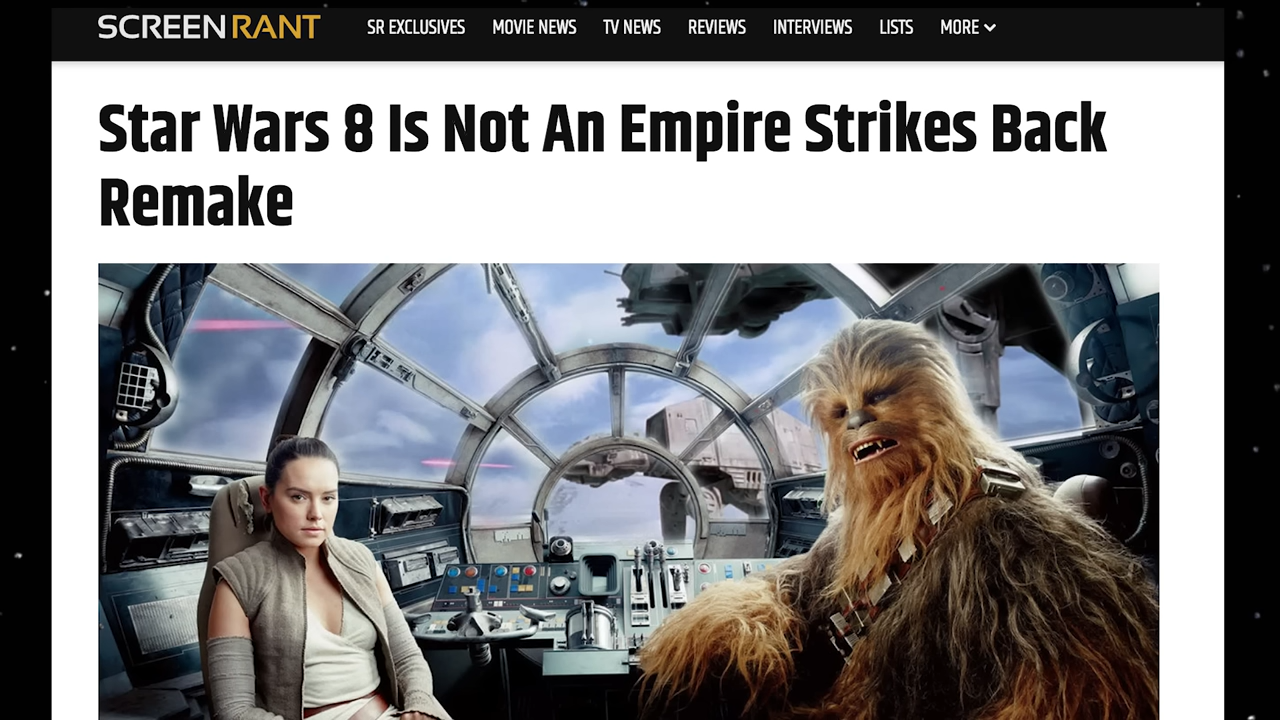 SCREENRANT
SR EXCLUSIVES MOVIE NEWS TV NEWS REVIEWS INTERVIEWS LISTS MORE
Star Wars 8 Is Not An Empire Strikes Back
Remake